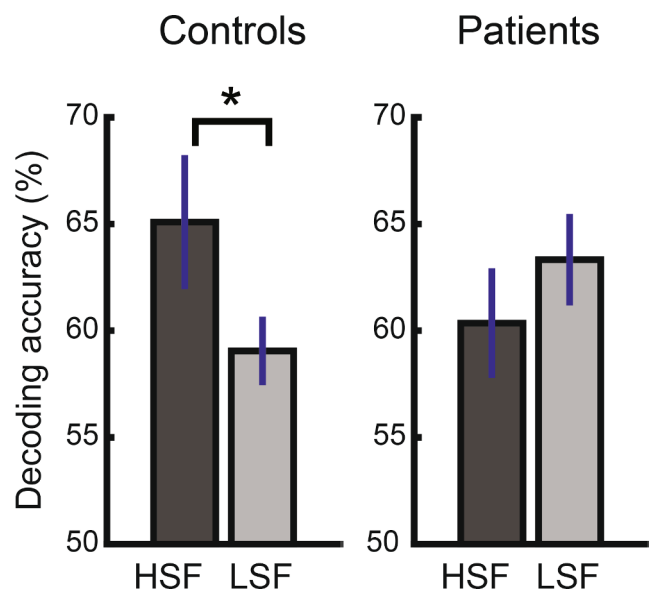 Controls
Patients
*
Decoding accuracy (%)
70
65
60
55
50
HSF LSF
70
65
60
55
50
HSF LSF